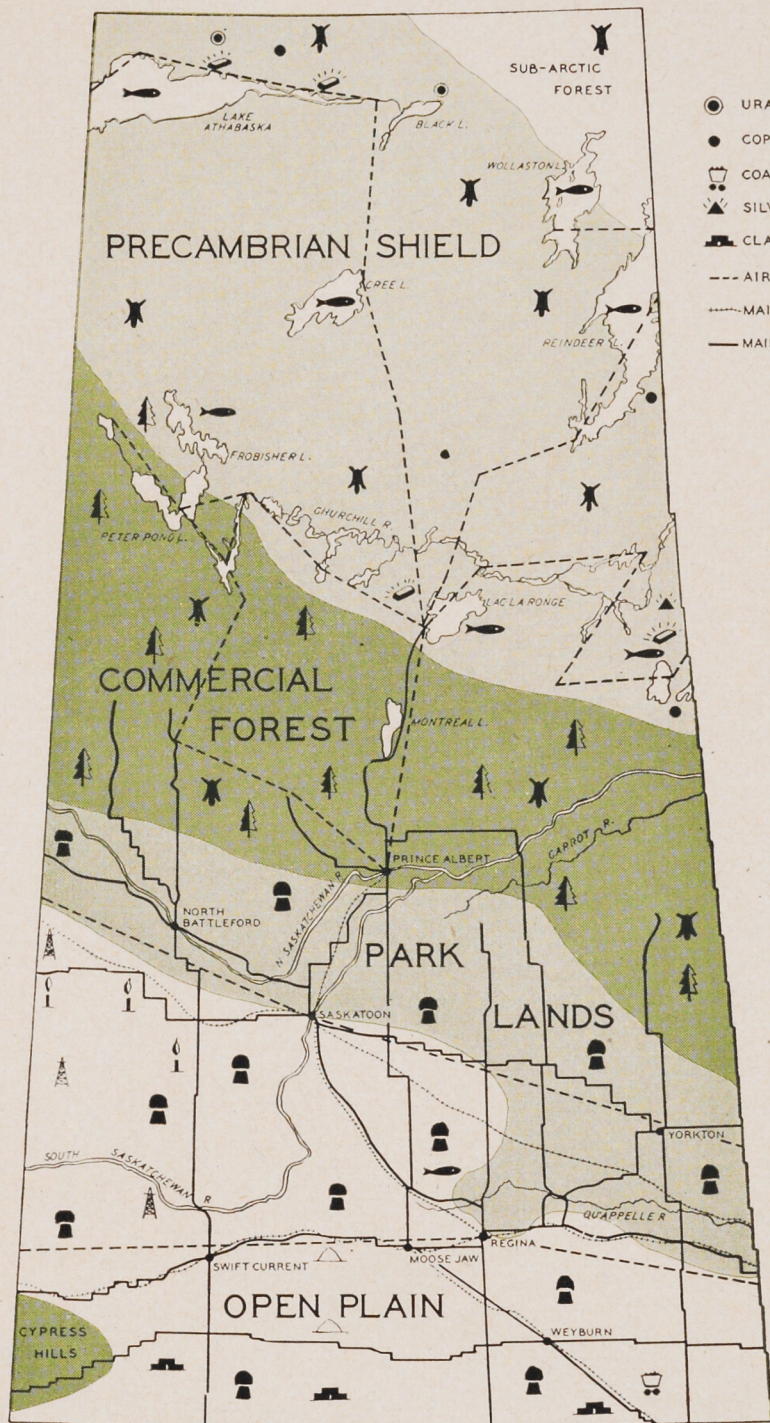 SUB-ARCTIC
FOREST
LAKE
ATHABASKA
BLACK L.
WOLLASTON L.
PRECAMBRIAN SHIELD
CREE L.
REINDEER L.
FROBISHER L.
CHURCHILL R.
PETER POND L.
LAC LA RONGE
COMMERCIAL
FOREST
MONTREAL L.
CARROT R.
PRINCE ALBERT
N SASKATCHEWAN R.
NORTH
BATTLEFORD
PARK
LANDS
SASKATOON
YORKTON
SOUTH SASKATCHEWAN R
QU'APPELLE R
REGINA
SWIFT CURRENT
MOOSE JAW
OPEN PLAIN
CYPRESS
HILLS
WEYBURN
URA
COP
COA
SILV
CLA
AIR
MAI
MAI